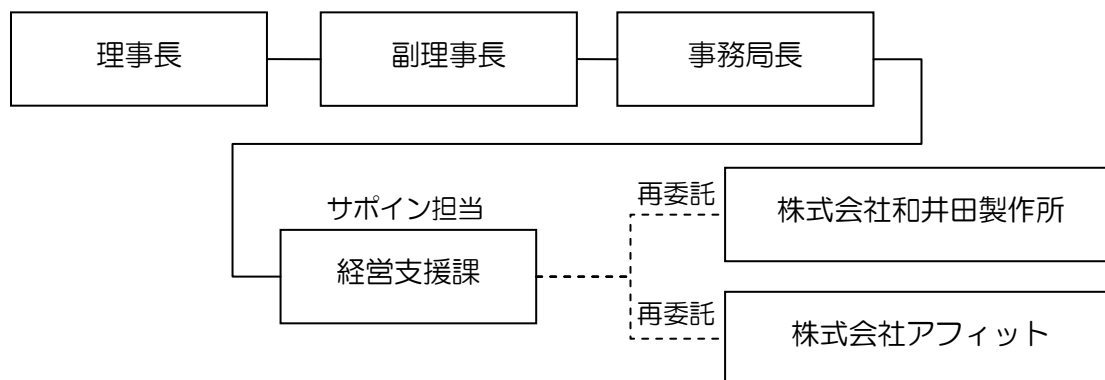 理事長
副理事長
事務局長
サポイン担当
経営支援課
再委託
株式会社和井田製作所
再委託
株式会社アフィット